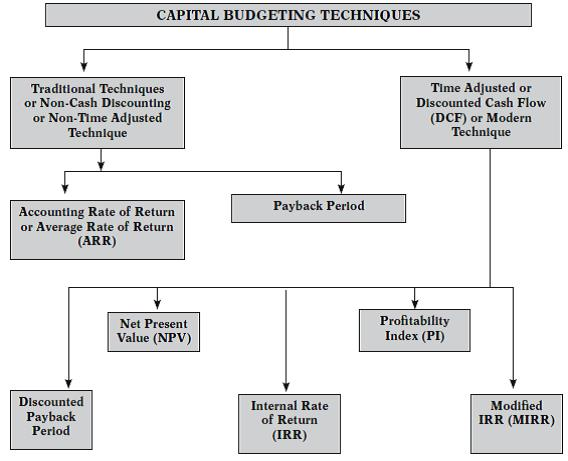 CAPITAL BUDGETING TECHNIQUES
Traditional Techniques
or Non-Cash Discounting
or Non-Time Adjusted
Technique
Time Adjusted or
Discounted Cash Flow
(DCF) or Modern
Technique
Accounting Rate of Return
or Average Rate of Return
(ARR)
Payback Period
Net Present
Value (NPV)
Profitability
Index (PI)
Discounted
Payback
Period
Internal Rate
of Return
(IRR)
Modified
IRR (MIRR)